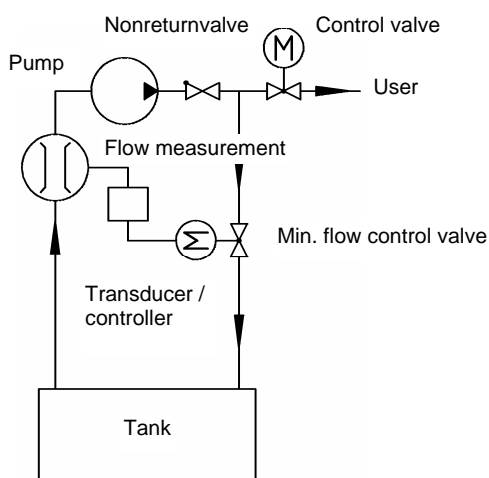 Nonreturnvalve
Control valve
Pump
M
User
Flow measurement
M
Min. flow control valve
Transducer /
controller
Tank